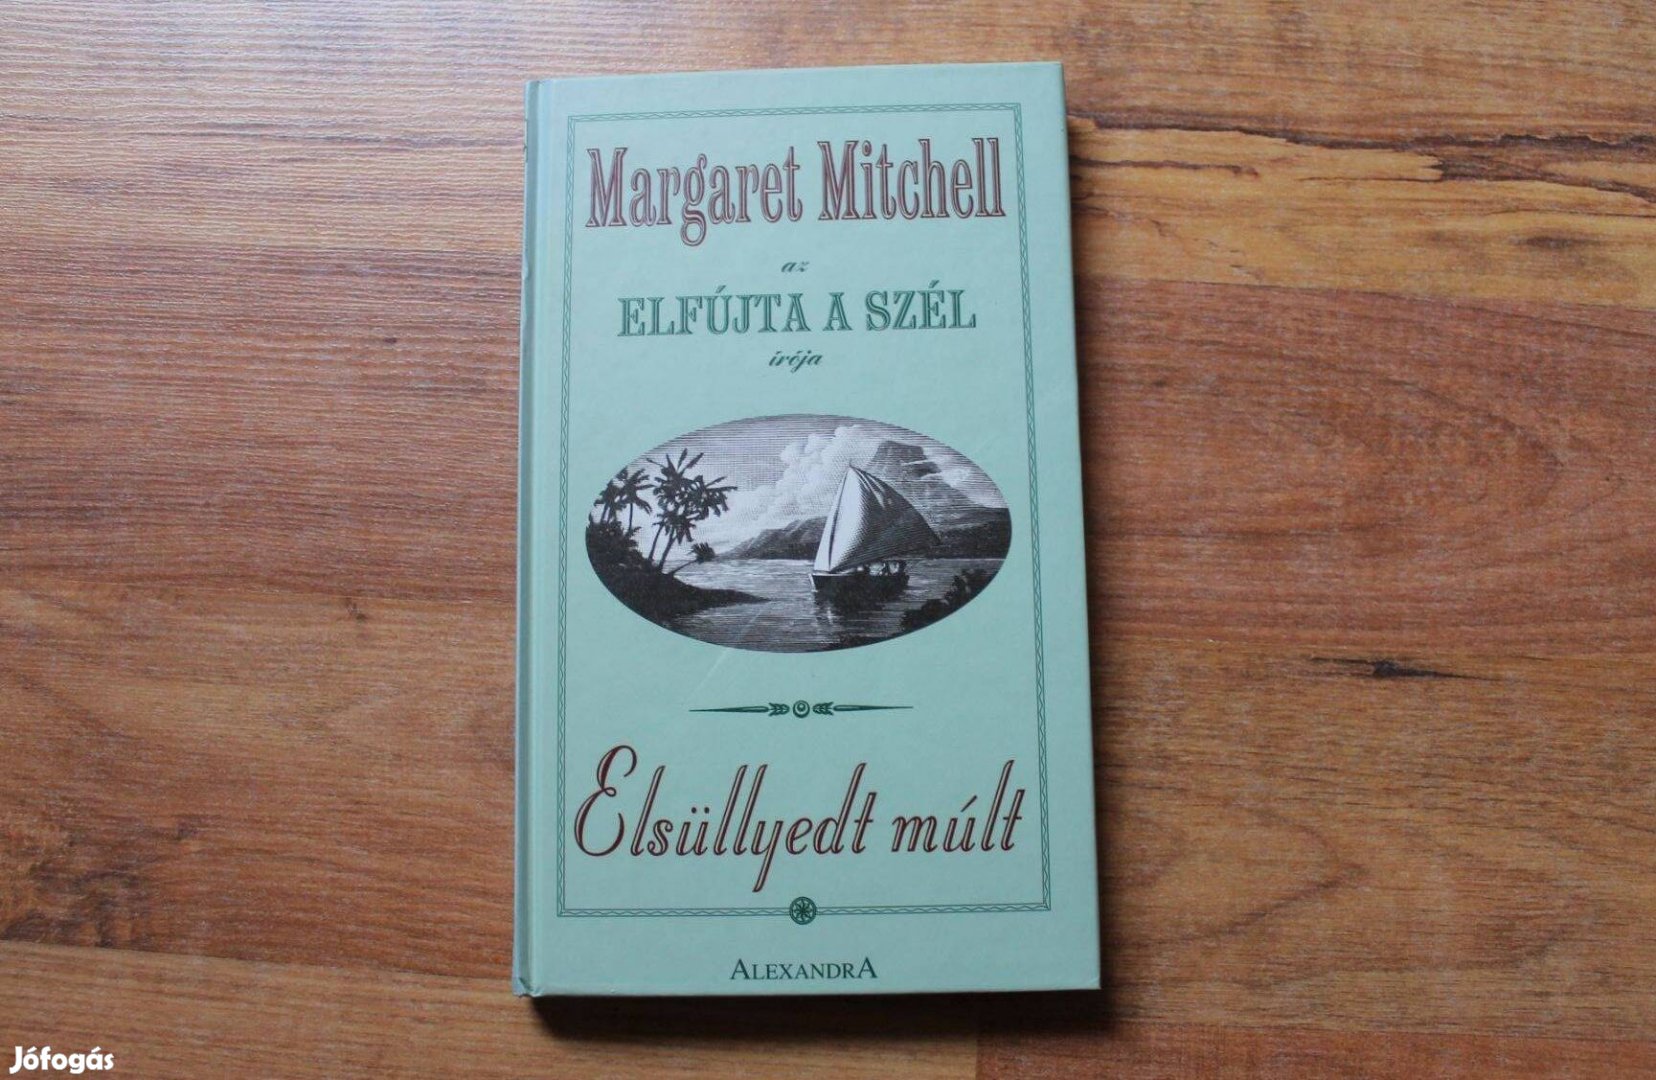 Margaret Mitchell
az
ELFÚJTA A SZÉL
írója
Elsüllyedt múlt
ALEXANDRA
Jófogás